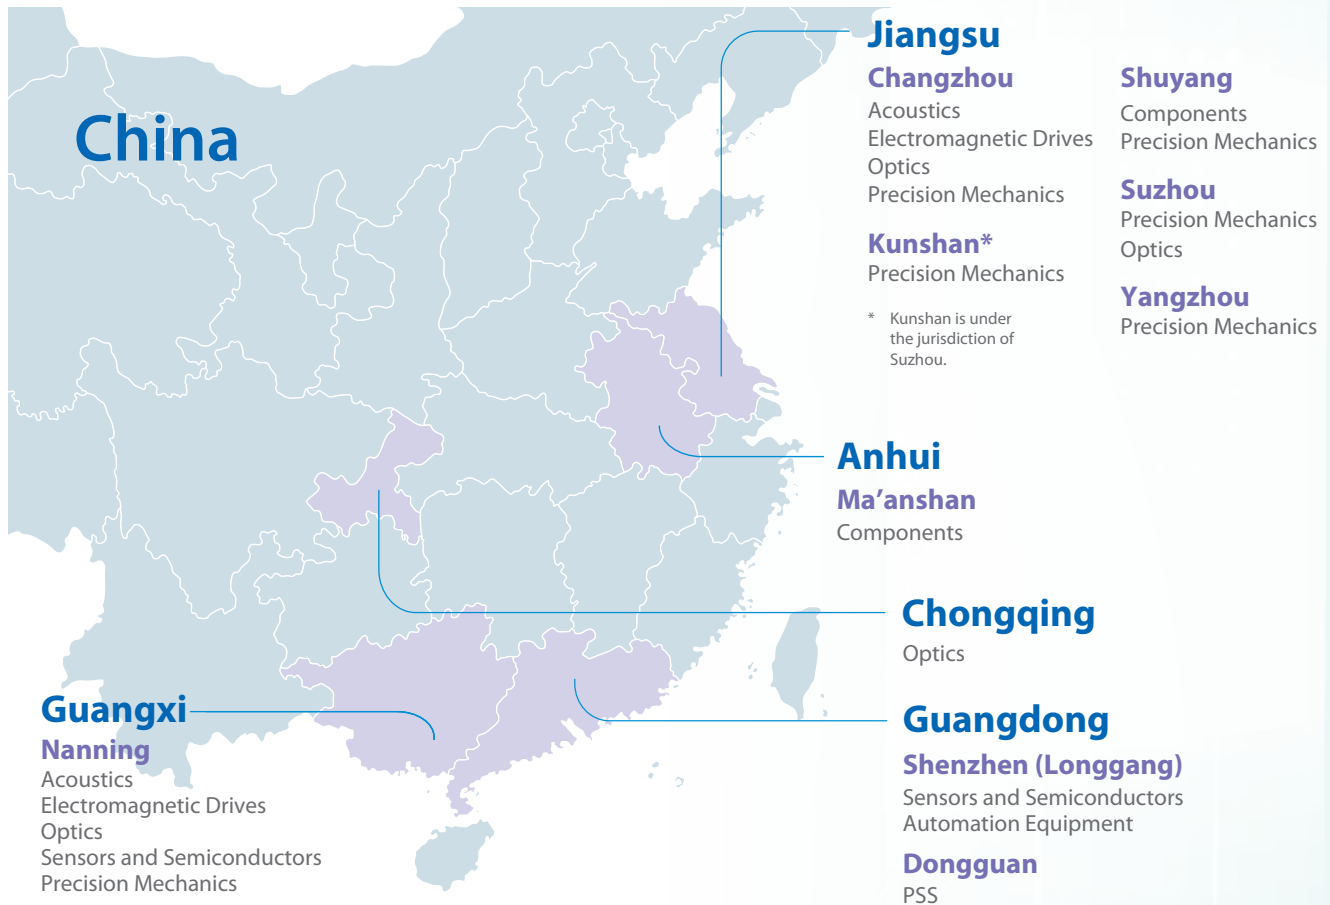 China
Jiangsu
Changzhou
Acoustics
Electromagnetic Drives
Optics
Precision Mechanics
Kunshan*
Precision Mechanics
* Kunshan is under
the jurisdiction of
Suzhou.
Shuyang
Components
Precision Mechanics
Suzhou
Precision Mechanics
Optics
Yangzhou
Precision Mechanics
Anhui
Ma’anshan
Components
Chongqing
Optics
Guangdong
Shenzhen (Longgang)
Sensors and Semiconductors
Automation Equipment
Dongguan
PSS
Guangxi
Nanning
Acoustics
Electromagnetic Drives
Optics
Sensors and Semiconductors
Precision Mechanics